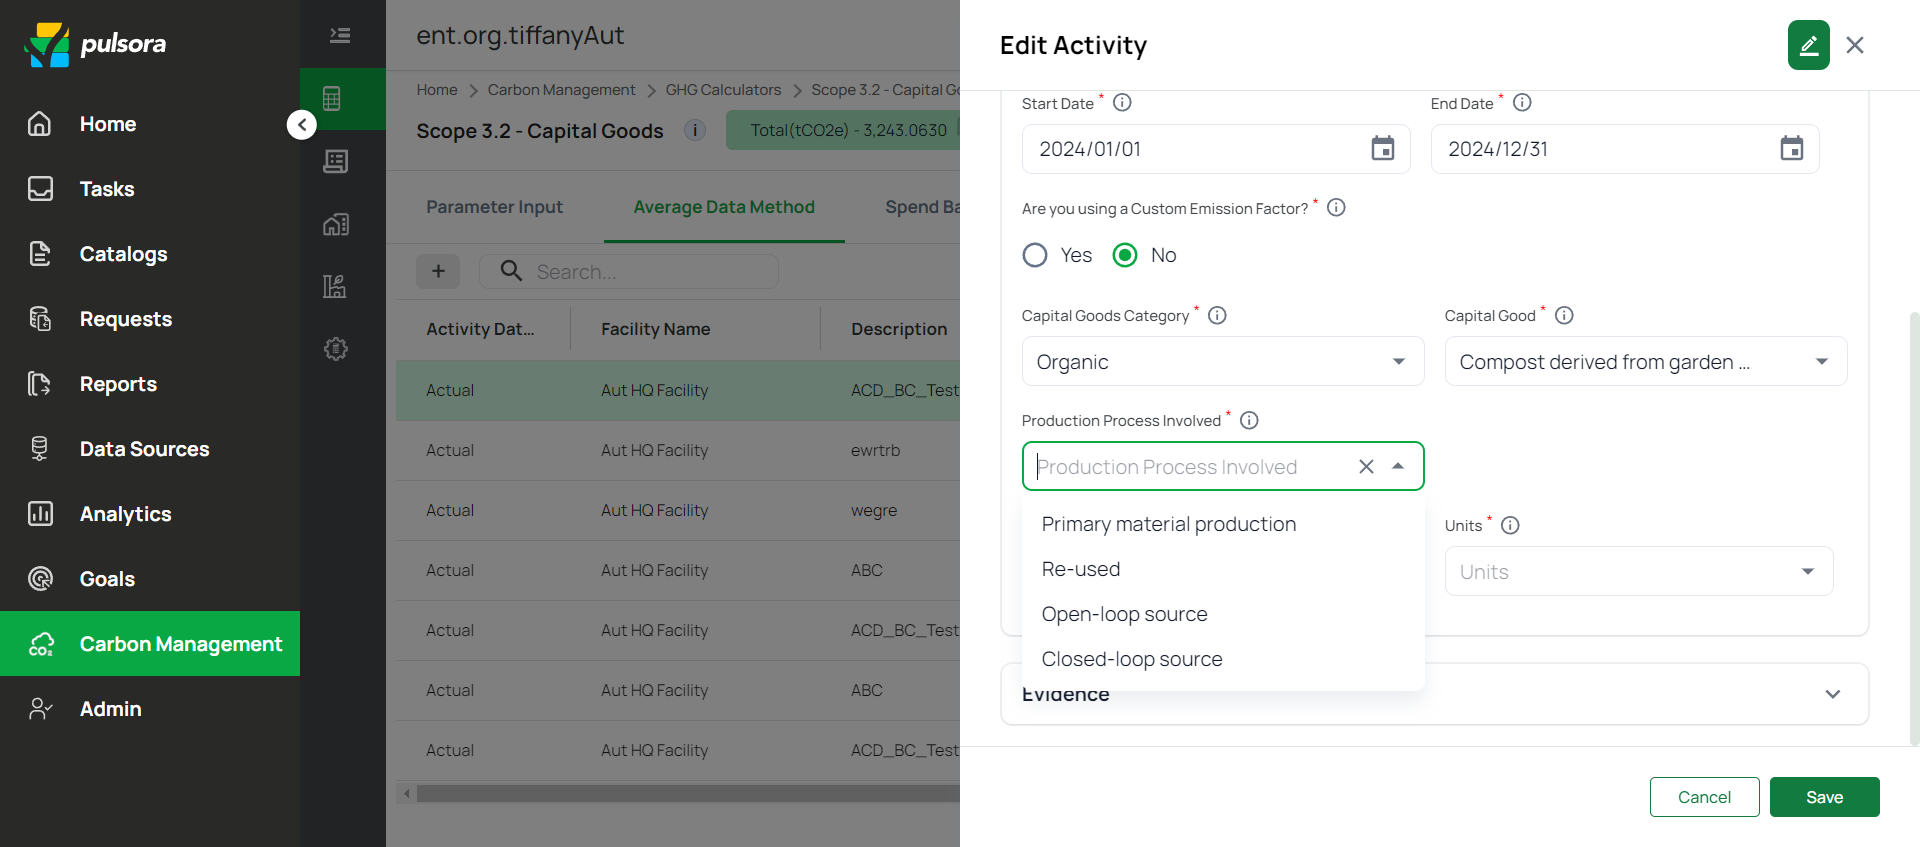 pulsora
Home
Tasks
Catalogs
Requests
Reports
Data Sources
Analytics
Goals
Carbon Management
Admin
ent.org.tiffanyAut
Home > Carbon Management > GHG Calculators > Scope 3.2 - Capital Go
Scope 3.2 - Capital Goods Total(tCO2e) - 3,243.0630
Parameter Input Average Data Method Spend Ba
+ Search...
Activity Dat... Facility Name Description
Actual Aut HQ Facility ACD_BC_Test
Actual Aut HQ Facility ewrtrb
Actual Aut HQ Facility wegre
Actual Aut HQ Facility ABC
Actual Aut HQ Facility ACD_BC_Test
Actual Aut HQ Facility ABC
Actual Aut HQ Facility ACD_BC_Test
Edit Activity
Start Date * End Date *
2024/01/01 2024/12/31
Are you using a Custom Emission Factor? *
Yes No
Capital Goods Category * Capital Good *
Organic Compost derived from garden ...
Production Process Involved *
Production Process Involved
Primary material production
Re-used
Open-loop source
Closed-loop source
Units *
Units
Evidence
Cancel Save